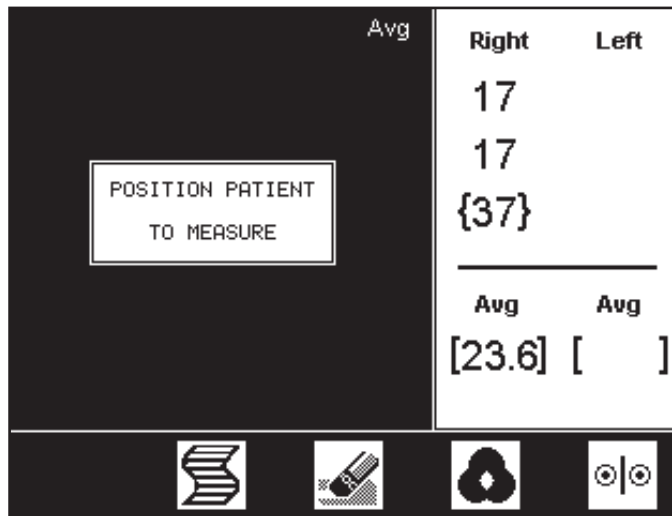 Avg
POSITION PATIENT
TO MEASURE
Right Left
17
17
{37}
Avg Avg
[23.6] [ ]